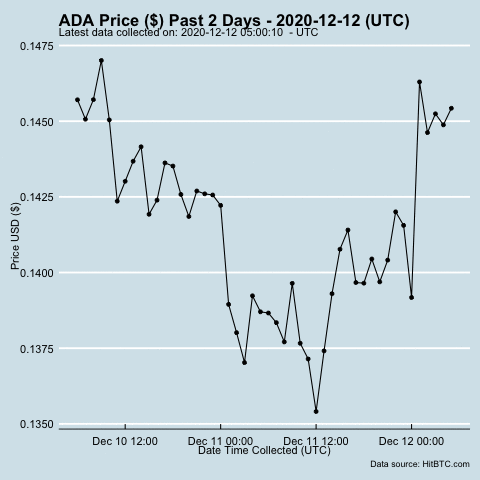 ADA Price ($) Past 2 Days - 2020-12-12 (UTC)
Latest data collected on: 2020-12-12 05:00:10 - UTC
0.1475
0.1450
0.1425
0.1400
0.1375
0.1350
Price USD ($)
Dec 10 12:00
Dec 11 00:00
Dec 11 12:00
Dec 12 00:00
Date Time Collected (UTC)
Data source: HitBTC.com